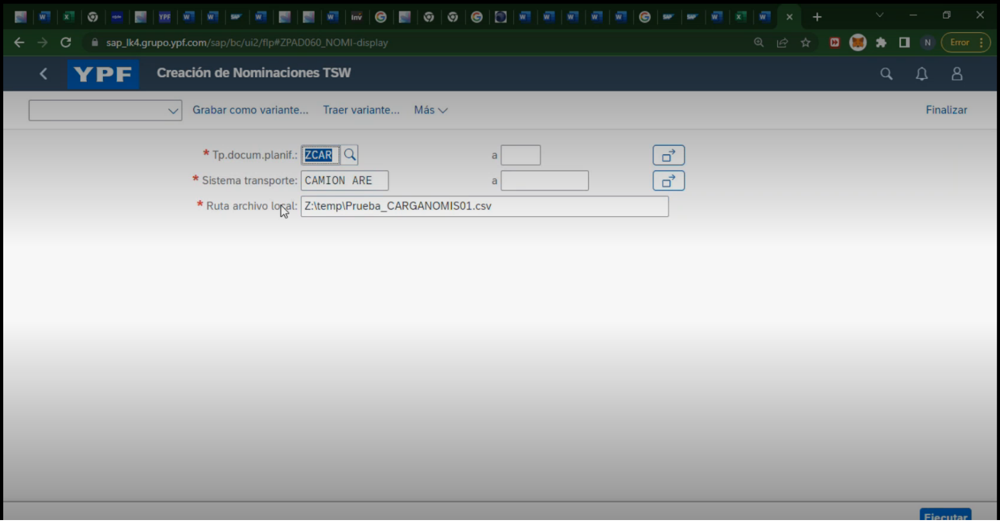 sap_lk4.grupo.ypf.com/sap/bc/ui2/flp#ZPAD060_NOMI-display
N
Error
YPF
Creación de Nominaciones TSW
Grabar como variante... Traer variante... Más
Finalizar
* Tp.docum.planif.: ZCAR a
* Sistema transporte: CAMION ARE a
* Ruta archivo local: Z:\temp\Prueba_CARGANOMIS01.csv
Ejecutar